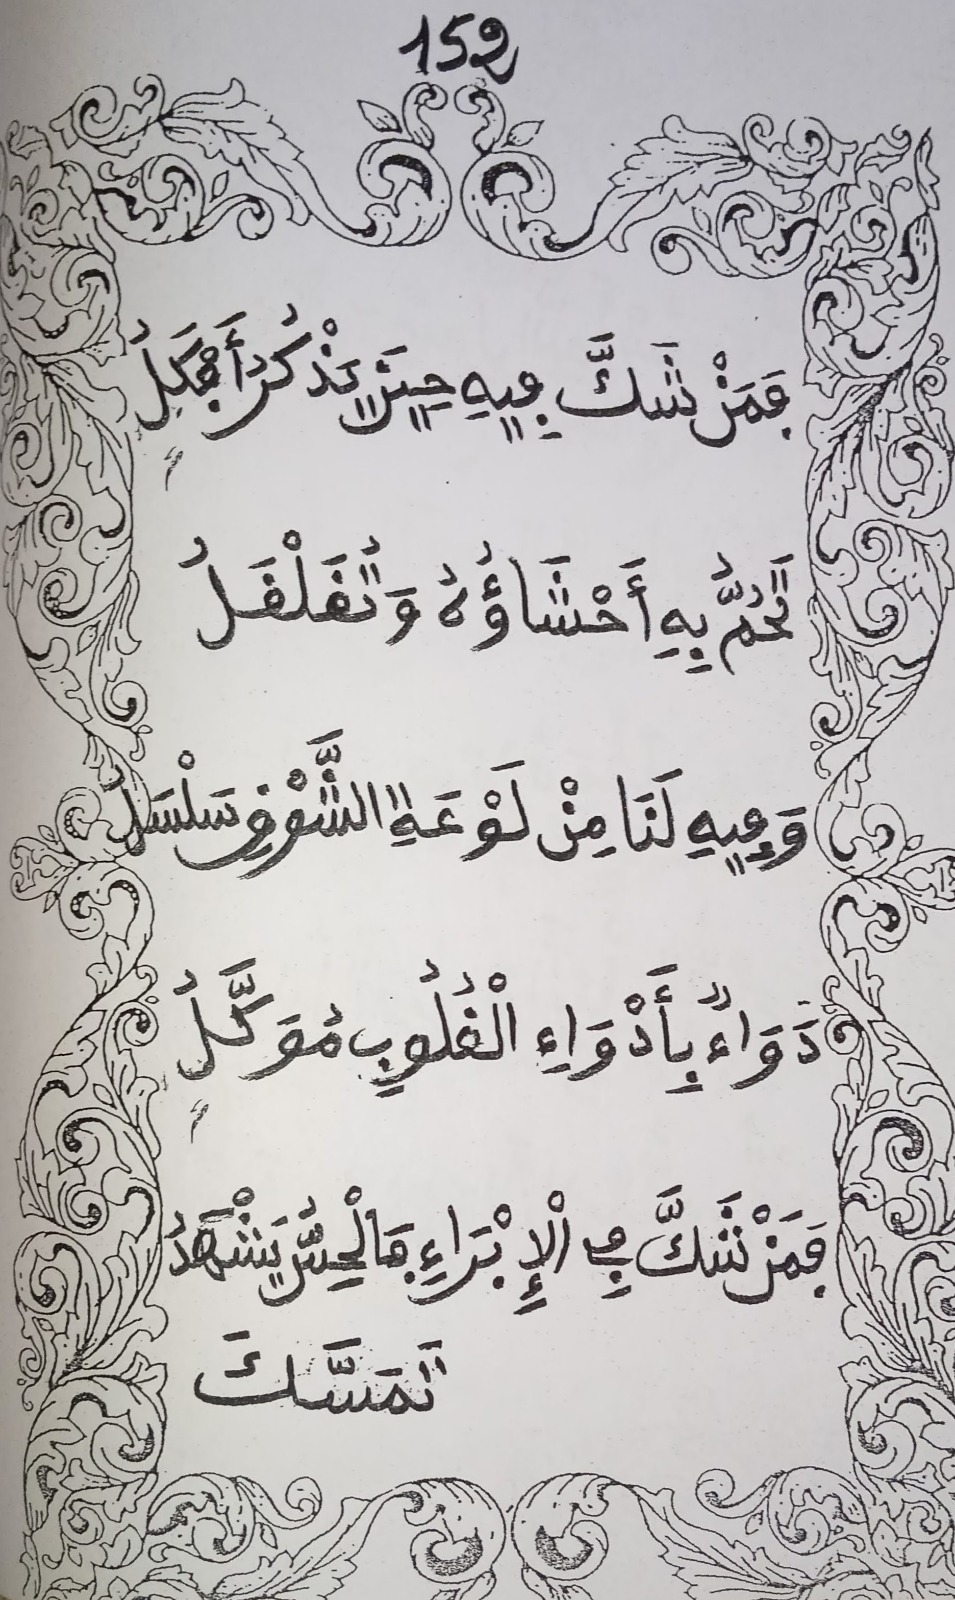 152
فَمَنْ شَكَّ فِيهِ حِينَ يُذْكَرُ أَجْمَلُ
تُحَمُّ بِهِ أَحْشَاؤُهُ وَتُفَلْفَلُ
وَفِيهِ لَنَا مِنْ لَوْعَةِ الشَّوْقِ سَلْسَلُ
دَوَاءٌ بِأَدْوَاءِ الْقُلُوبِ مُوَكَّلُ
فَمَنْ شَكَّ فِي الْإِبْرَاءِ فَالْحِسُّ يَشْهَدُ
تَمَسَّكَ